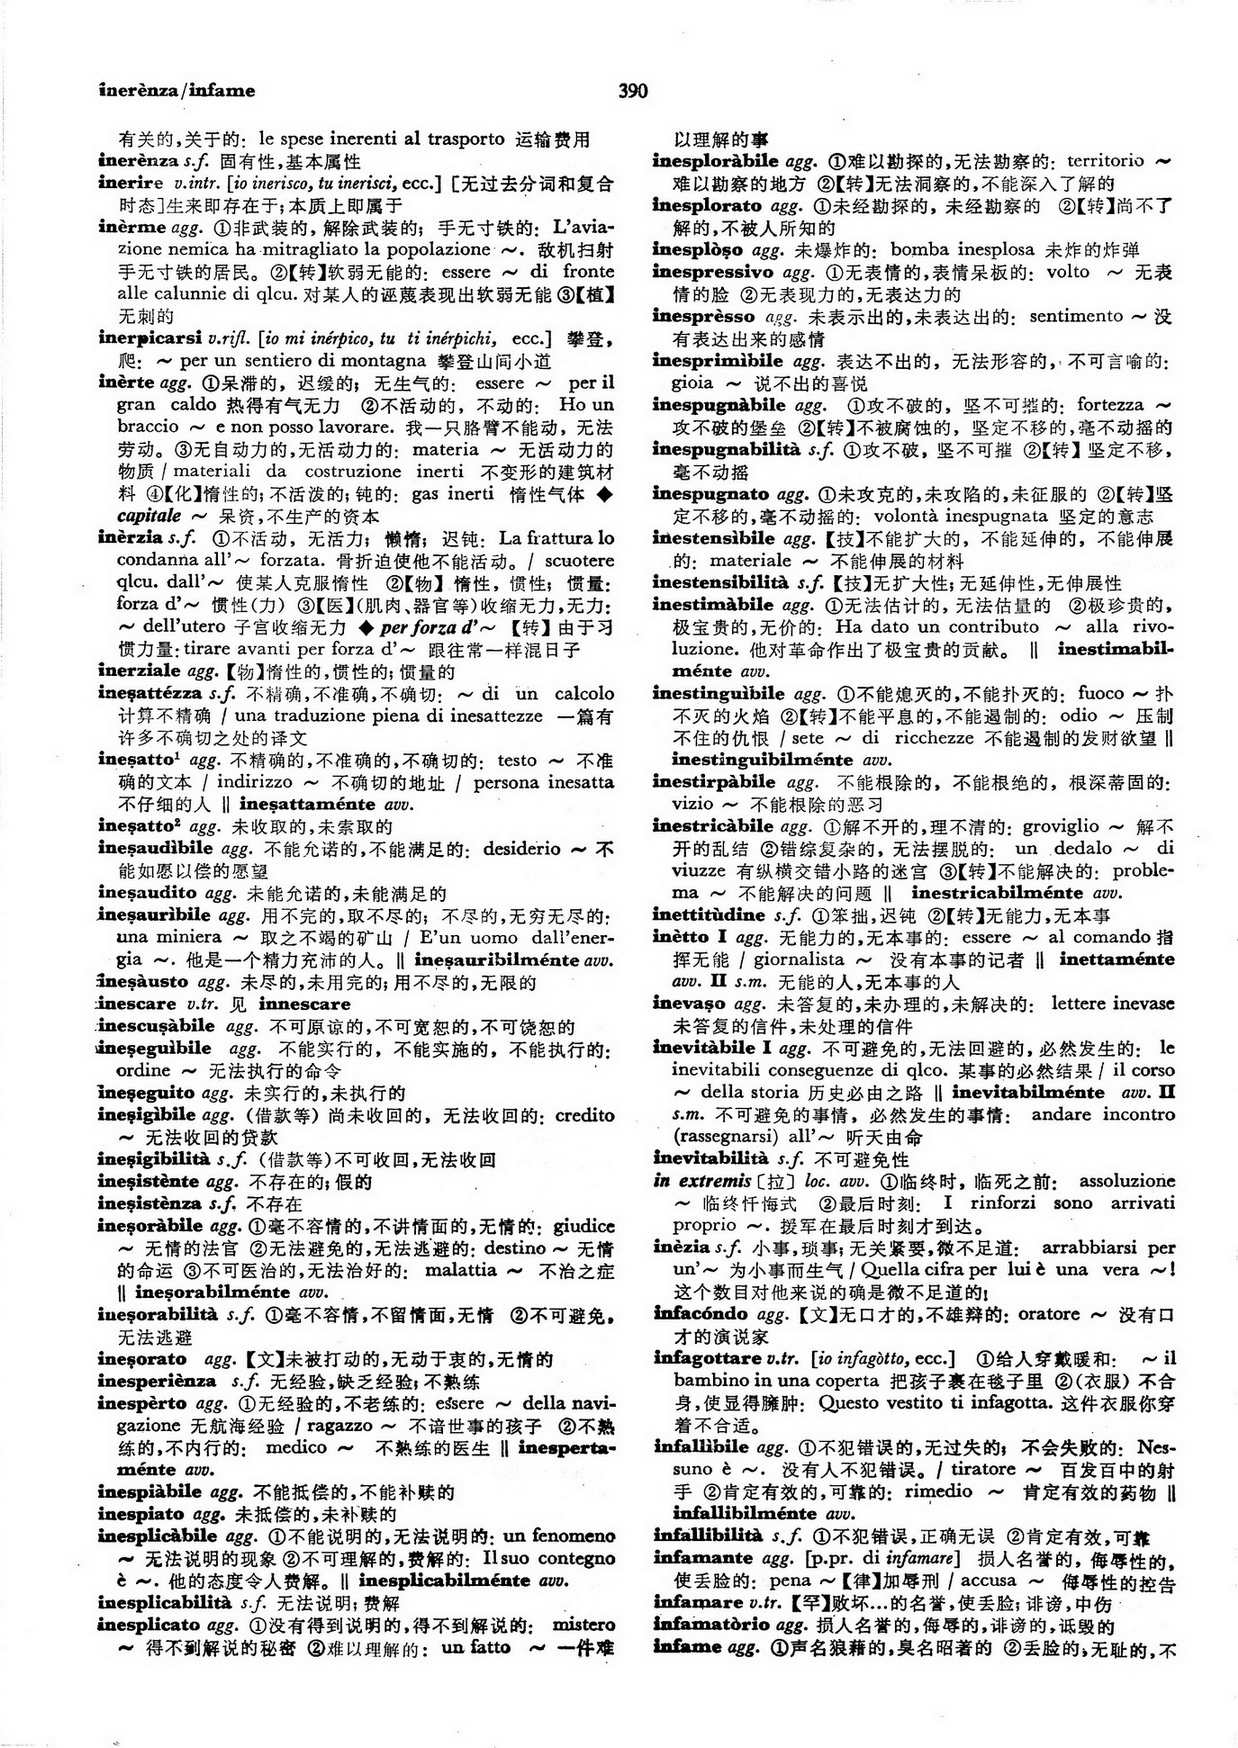 inerènza/infame
390
有关的,关于的: le spese inerenti al trasporto 运输费用
inerènza s.f. 固有性,基本属性
inerire v.intr. [io inerisco, tu inerisci, ecc.] [无过去分词和复合
时态]生来即存在于;本质上即属于
inèrme agg. ①非武装的, 解除武装的; 手无寸铁的: L'avia-
zione nemica ha mitragliato la popolazione ～. 敌机扫射
手无寸铁的居民。②【转】软弱无能的: essere ～ di fronte
alle calunnie di qlcu. 对某人的诬蔑表现出软弱无能 ③【植】
无刺的
inerpicarsi v.rifl. [io mi inérpico, tu ti inérpichi, ecc.] 攀登,
爬: ～ per un sentiero di montagna 攀登山间小道
inèrte agg. ①呆滞的, 迟缓的; 无生气的: essere ～ per il
gran caldo 热得有气无力 ②不活动的, 不动的: Ho un
braccio ～ e non posso lavorare. 我一只胳臂不能动, 无法
劳动。③无自动力的,无活动力的: materia ～ 无活动力的
物质 / materiali da costruzione inerti 不变形的建筑材
料 ④【化】惰性的; 不活泼的; 钝的: gas inerti 惰性气体 ◆
capitale ～ 呆资,不生产的资本
inèrzia s.f. ①不活动, 无活力; 懒惰; 迟钝: La frattura lo
condanna all'～ forzata. 骨折迫使他不能活动。/ scuotere
qlcu. dall'～ 使某人克服惰性 ②【物】惰性, 惯性; 惯量:
forza d'～ 惯性(力) ③【医】(肌肉、器官等)收缩无力,无力:
～ dell'utero 子宫收缩无力 ◆ per forza d'～ 【转】由于习
惯力量: tirare avanti per forza d'～ 跟往常一样混日子
inerziale agg. 【物】惰性的,惯性的; 惯量的
ineṣattézza s.f. 不精确,不准确,不确切: ～ di un calcolo
计算不精确 / una traduzione piena di inesattezze 一篇有
许多不确切之处的译文
ineṣatto¹ agg. 不精确的,不准确的,不确切的: testo ～ 不准
确的文本 / indirizzo ～ 不确切的地址 / persona inesatta
不仔细的人 ‖ ineṣattaménte avv.
ineṣatto² agg. 未收取的,未索取的
ineṣaudìbile agg. 不能允诺的,不能满足的: desiderio ～ 不
能如愿以偿的愿望
ineṣaudito agg. 未能允诺的,未能满足的
ineṣaurìbile agg. 用不完的,取不尽的; 不尽的,无穷无尽的:
una miniera ～ 取之不竭的矿山 / E'un uomo dall'ener-
gia ～. 他是一个精力充沛的人。‖ ineṣauribilménte avv.
ineṣàusto agg. 未尽的,未用完的; 用不尽的,无限的
inescare v.tr. 见 innescare
inescuṣàbile agg. 不可原谅的,不可宽恕的,不可饶恕的
ineṣeguìbile agg. 不能实行的, 不能实施的, 不能执行的:
ordine ～ 无法执行的命令
ineṣeguito agg. 未实行的,未执行的
ineṣigìbile agg. (借款等) 尚未收回的, 无法收回的: credito
～ 无法收回的贷款
ineṣigibilità s.f. (借款等)不可收回,无法收回
ineṣistènte agg. 不存在的; 假的
ineṣistènza s.f. 不存在
ineṣoràbile agg. ①毫不容情的,不讲情面的,无情的: giudice
～ 无情的法官 ②无法避免的,无法逃避的: destino ～ 无情
的命运 ③不可医治的,无法治好的: malattia ～ 不治之症
‖ ineṣorabilménte avv.
ineṣorabilità s.f. ①毫不容情,不留情面,无情 ②不可避免,
无法逃避
ineṣorato agg. 【文】未被打动的,无动于衷的,无情的
inesperiènza s.f. 无经验,缺乏经验; 不熟练
inespèrto agg. ①无经验的,不老练的: essere ～ della navi-
gazione 无航海经验 / ragazzo ～ 不谙世事的孩子 ②不熟
练的,不内行的: medico ～ 不熟练的医生 ‖ inesperta-
ménte avv.
inespiàbile agg. 不能抵偿的,不能补赎的
inespiato agg. 未抵偿的,未补赎的
inesplicàbile agg. ①不能说明的,无法说明的: un fenomeno
～ 无法说明的现象 ②不可理解的,费解的: Il suo contegno
è ～. 他的态度令人费解。‖ inesplicabilménte avv.
inesplicabilità s.f. 无法说明; 费解
inesplicato agg. ①没有得到说明的,得不到解说的: mistero
～ 得不到解说的秘密 ②难以理解的: un fatto ～ 一件难
以理解的事
inesploràbile agg. ①难以勘探的,无法勘察的: territorio ～
难以勘察的地方 ②【转】无法洞察的,不能深入了解的
inesplorato agg. ①未经勘探的, 未经勘察的 ②【转】尚不了
解的,不被人所知的
inesplòṣo agg. 未爆炸的: bomba inesplosa 未炸的炸弹
inespressivo agg. ①无表情的,表情呆板的: volto ～ 无表
情的脸 ②无表现力的,无表达力的
inesprèsso agg. 未表示出的,未表达出的: sentimento ～ 没
有表达出来的感情
inesprimìbile agg. 表达不出的, 无法形容的, 不可言喻的:
gioia ～ 说不出的喜悦
inespugnàbile agg. ①攻不破的, 坚不可摧的: fortezza ～
攻不破的堡垒 ②【转】不被腐蚀的, 坚定不移的,毫不动摇的
inespugnabilità s.f. ①攻不破, 坚不可摧 ②【转】坚定不移,
毫不动摇
inespugnato agg. ①未攻克的,未攻陷的,未征服的 ②【转】坚
定不移的,毫不动摇的: volontà inespugnata 坚定的意志
inestensìbile agg. 【技】不能扩大的, 不能延伸的, 不能伸展
的: materiale ～ 不能伸展的材料
inestensibilità s.f. 【技】无扩大性; 无延伸性,无伸展性
inestimàbile agg. ①无法估计的, 无法估量的 ②极珍贵的,
极宝贵的,无价的: Ha dato un contributo ～ alla rivo-
luzione. 他对革命作出了极宝贵的贡献。 ‖ inestimabil-
ménte avv.
inestinguìbile agg. ①不能熄灭的,不能扑灭的: fuoco ～ 扑
不灭的火焰 ②【转】不能平息的,不能遏制的: odio ～ 压制
不住的仇恨 / sete ～ di ricchezze 不能遏制的发财欲望 ‖
inestinguibilménte avv.
inestirpàbile agg. 不能根除的, 不能根绝的, 根深蒂固的:
vizio ～ 不能根除的恶习
inestricàbile agg. ①解不开的,理不清的: groviglio ～ 解不
开的乱结 ②错综复杂的, 无法摆脱的: un dedalo ～ di
viuzze 有纵横交错小路的迷宫 ③【转】不能解决的: proble-
ma ～ 不能解决的问题 ‖ inestricabilménte avv.
inettitùdine s.f. ①笨拙,迟钝 ②【转】无能力,无本事
inètto I agg. 无能力的,无本事的: essere ～ al comando 指
挥无能 / giornalista ～ 没有本事的记者 ‖ inettaménte
avv. II s.m. 无能的人,无本事的人
inevaṣo agg. 未答复的,未办理的,未解决的: lettere inevase
未答复的信件,未处理的信件
inevitàbile I agg. 不可避免的,无法回避的,必然发生的: le
inevitabili conseguenze di qlco. 某事的必然结果 / il corso
～ della storia 历史必由之路 ‖ inevitabilménte avv. II
s.m. 不可避免的事情, 必然发生的事情: andare incontro
(rassegnarsi) all'～ 听天由命
inevitabilità s.f. 不可避免性
in extremis [拉] loc. avv. ①临终时, 临死之前: assoluzione
～ 临终忏悔式 ②最后时刻: I rinforzi sono arrivati
proprio ～. 援军在最后时刻才到达。
inèzia s.f. 小事,琐事; 无关紧要,微不足道: arrabbiarsi per
un'～ 为小事而生气 / Quella cifra per lui è una vera ～!
这个数目对他来说的确是微不足道的!
infacóndo agg. 【文】无口才的,不雄辩的: oratore ～ 没有口
才的演说家
infagottare v.tr. [io infagòtto, ecc.] ①给人穿戴暖和: ～ il
bambino in una coperta 把孩子裹在毯子里 ②(衣服) 不合
身,使显得臃肿: Questo vestito ti infagotta. 这件衣服你穿
着不合适。
infallìbile agg. ①不犯错误的,无过失的; 不会失败的: Nes-
suno è ～. 没有人不犯错误。/ tiratore ～ 百发百中的射
手 ②肯定有效的,可靠的: rimedio ～ 肯定有效的药物 ‖
infallibilménte avv.
infallibilità s.f. ①不犯错误,正确无误 ②肯定有效,可靠
infamante agg. [p.pr. di infamare] 损人名誉的, 侮辱性的,
使丢脸的: pena ～【律】加辱刑 / accusa ～ 侮辱性的控告
infamare v.tr. 【罕】败坏…的名誉,使丢脸; 诽谤,中伤
infamatòrio agg. 损人名誉的,侮辱的,诽谤的,诋毁的
infame agg. ①声名狼藉的,臭名昭著的 ②丢脸的,无耻的,不